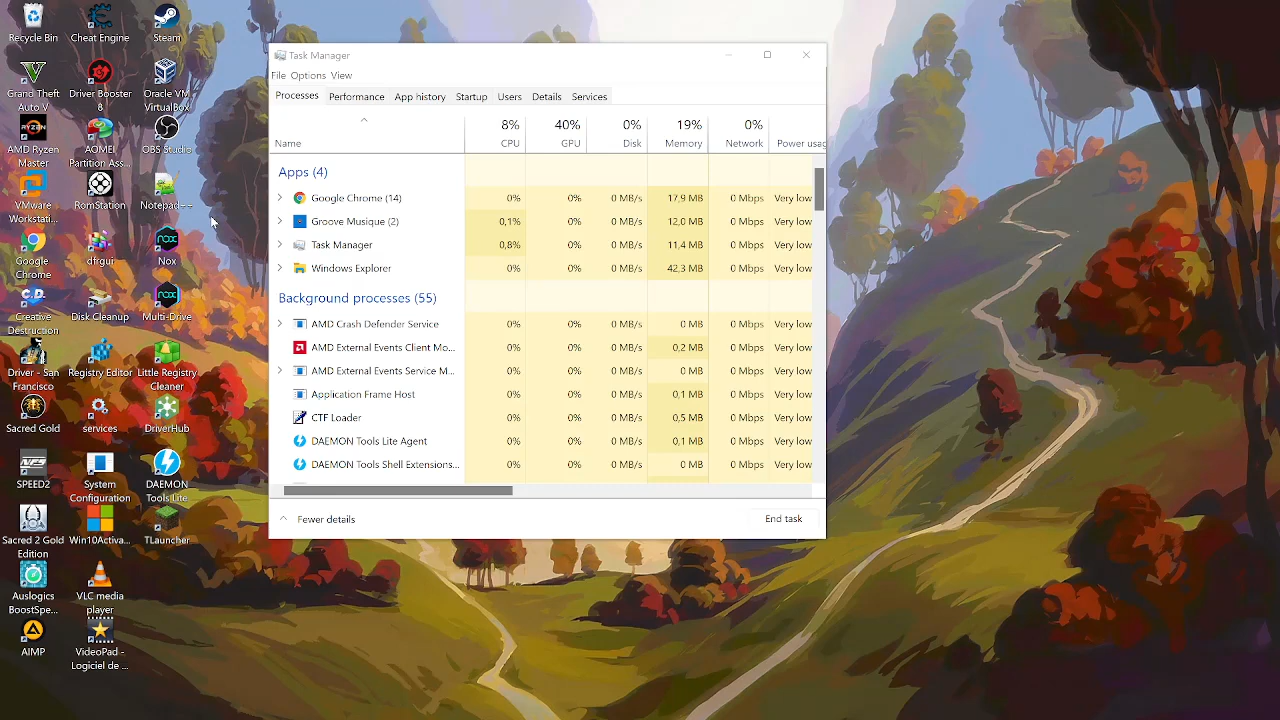 Recycle Bin
Cheat Engine
Steam
Grand Theft
Auto V
Driver Booster
8
Oracle VM
VirtualBox
AMD Ryzen
Master
AOMEI
Partition Assi...
OBS Studio
VMware
Workstati...
RomStation
Notepad++
Google
Chrome
dfrgui
Nox
Creative
Destruction
Disk Cleanup
Multi-Drive
Driver - San
Francisco
Registry Editor
Little Registry
Cleaner
Sacred Gold
services
DriverHub
SPEED2
System
Configuration
DAEMON
Tools Lite
Sacred 2 Gold
Edition
Win10Activa...
TLauncher
Auslogics
BoostSpe...
VLC media
player
AIMP
VideoPad -
Logiciel de ...
Task Manager
File Options View
Processes Performance App history Startup Users Details Services
8% 40% 0% 19% 0%
Name CPU GPU Disk Memory Network Power usag
Apps (4)
Google Chrome (14) 0% 0% 0 MB/s 17,9 MB 0 Mbps Very low
Groove Musique (2) 0,1% 0% 0 MB/s 12,0 MB 0 Mbps Very low
Task Manager 0,8% 0% 0 MB/s 11,4 MB 0 Mbps Very low
Windows Explorer 0% 0% 0 MB/s 42,3 MB 0 Mbps Very low
Background processes (55)
AMD Crash Defender Service 0% 0% 0 MB/s 0 MB 0 Mbps Very low
AMD External Events Client Mo... 0% 0% 0 MB/s 0,2 MB 0 Mbps Very low
AMD External Events Service M... 0% 0% 0 MB/s 0 MB 0 Mbps Very low
Application Frame Host 0% 0% 0 MB/s 0,1 MB 0 Mbps Very low
CTF Loader 0% 0% 0 MB/s 0,5 MB 0 Mbps Very low
DAEMON Tools Lite Agent 0% 0% 0 MB/s 0,1 MB 0 Mbps Very low
DAEMON Tools Shell Extensions... 0% 0% 0 MB/s 0 MB 0 Mbps Very low
Fewer details
End task